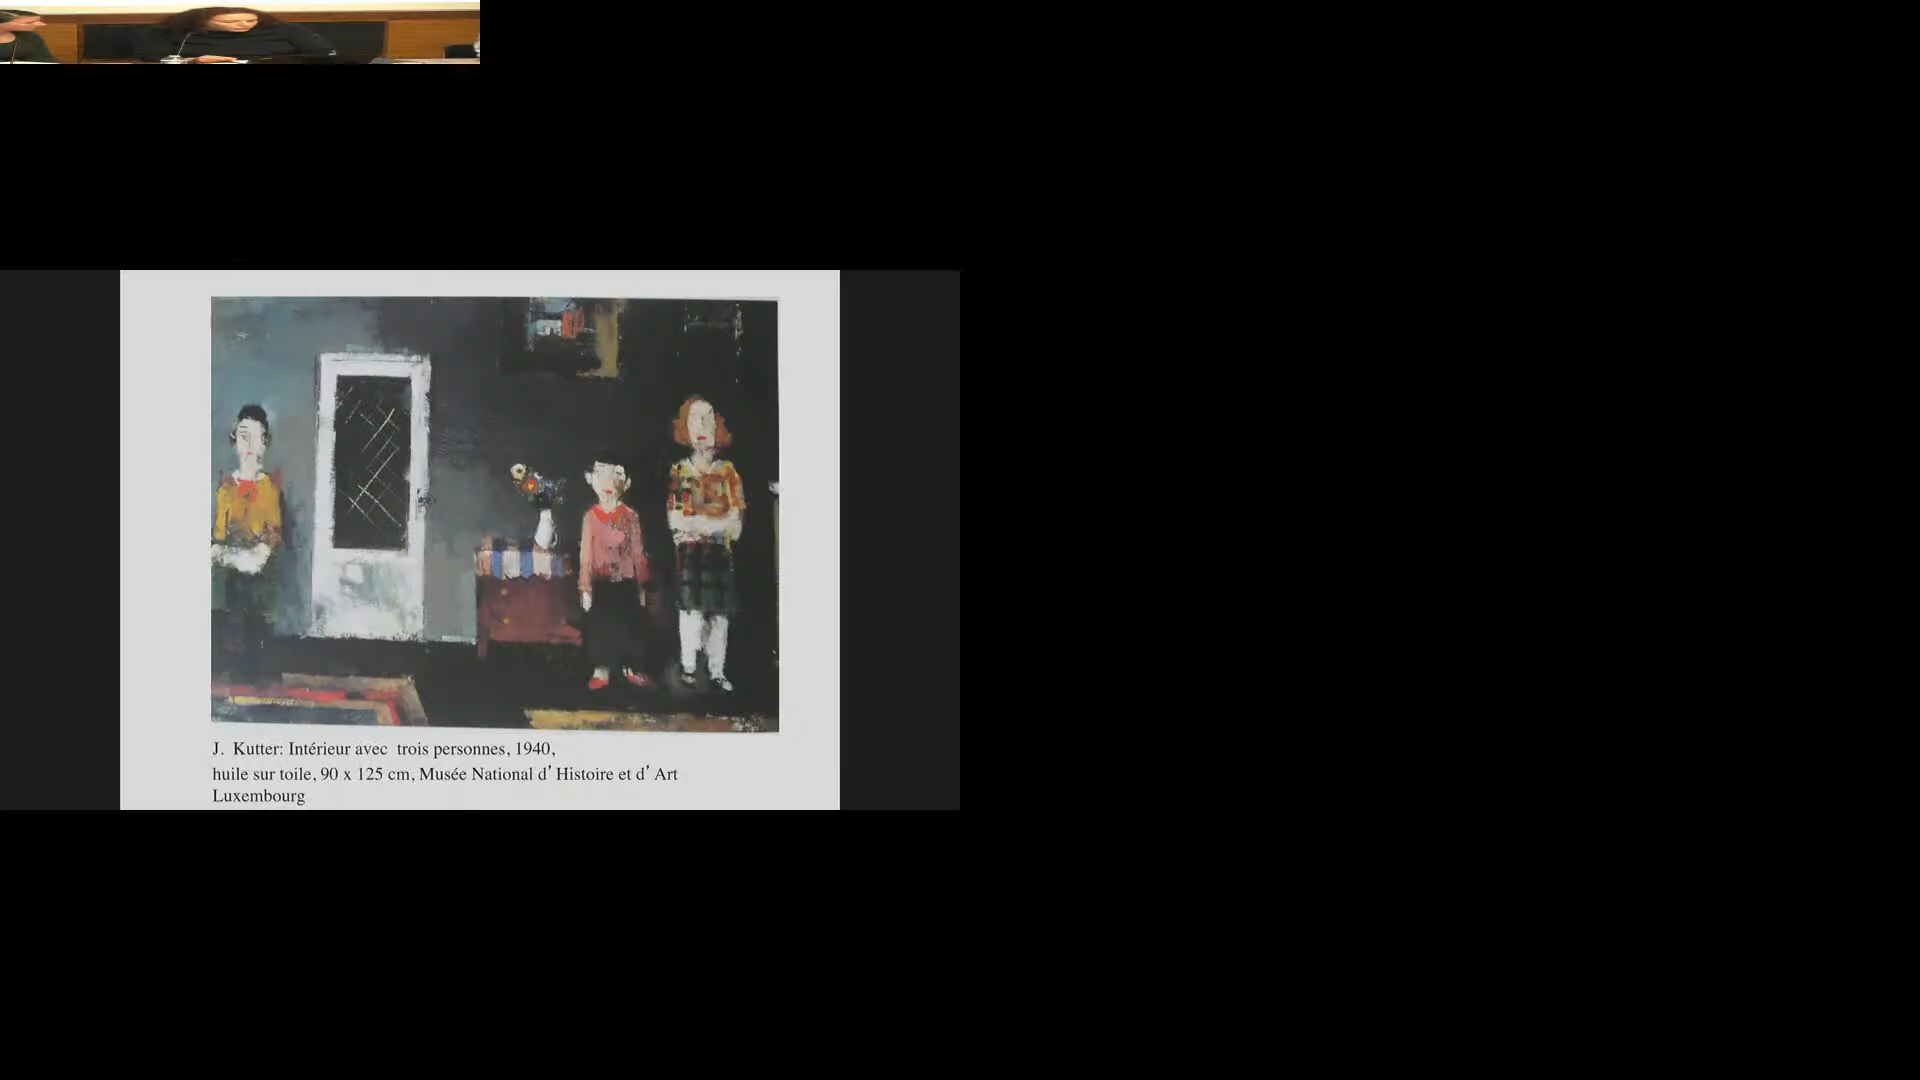 J. Kutter: Intérieur avec trois personnes, 1940,
huile sur toile, 90 x 125 cm, Musée National d’ Histoire et d’ Art
Luxembourg